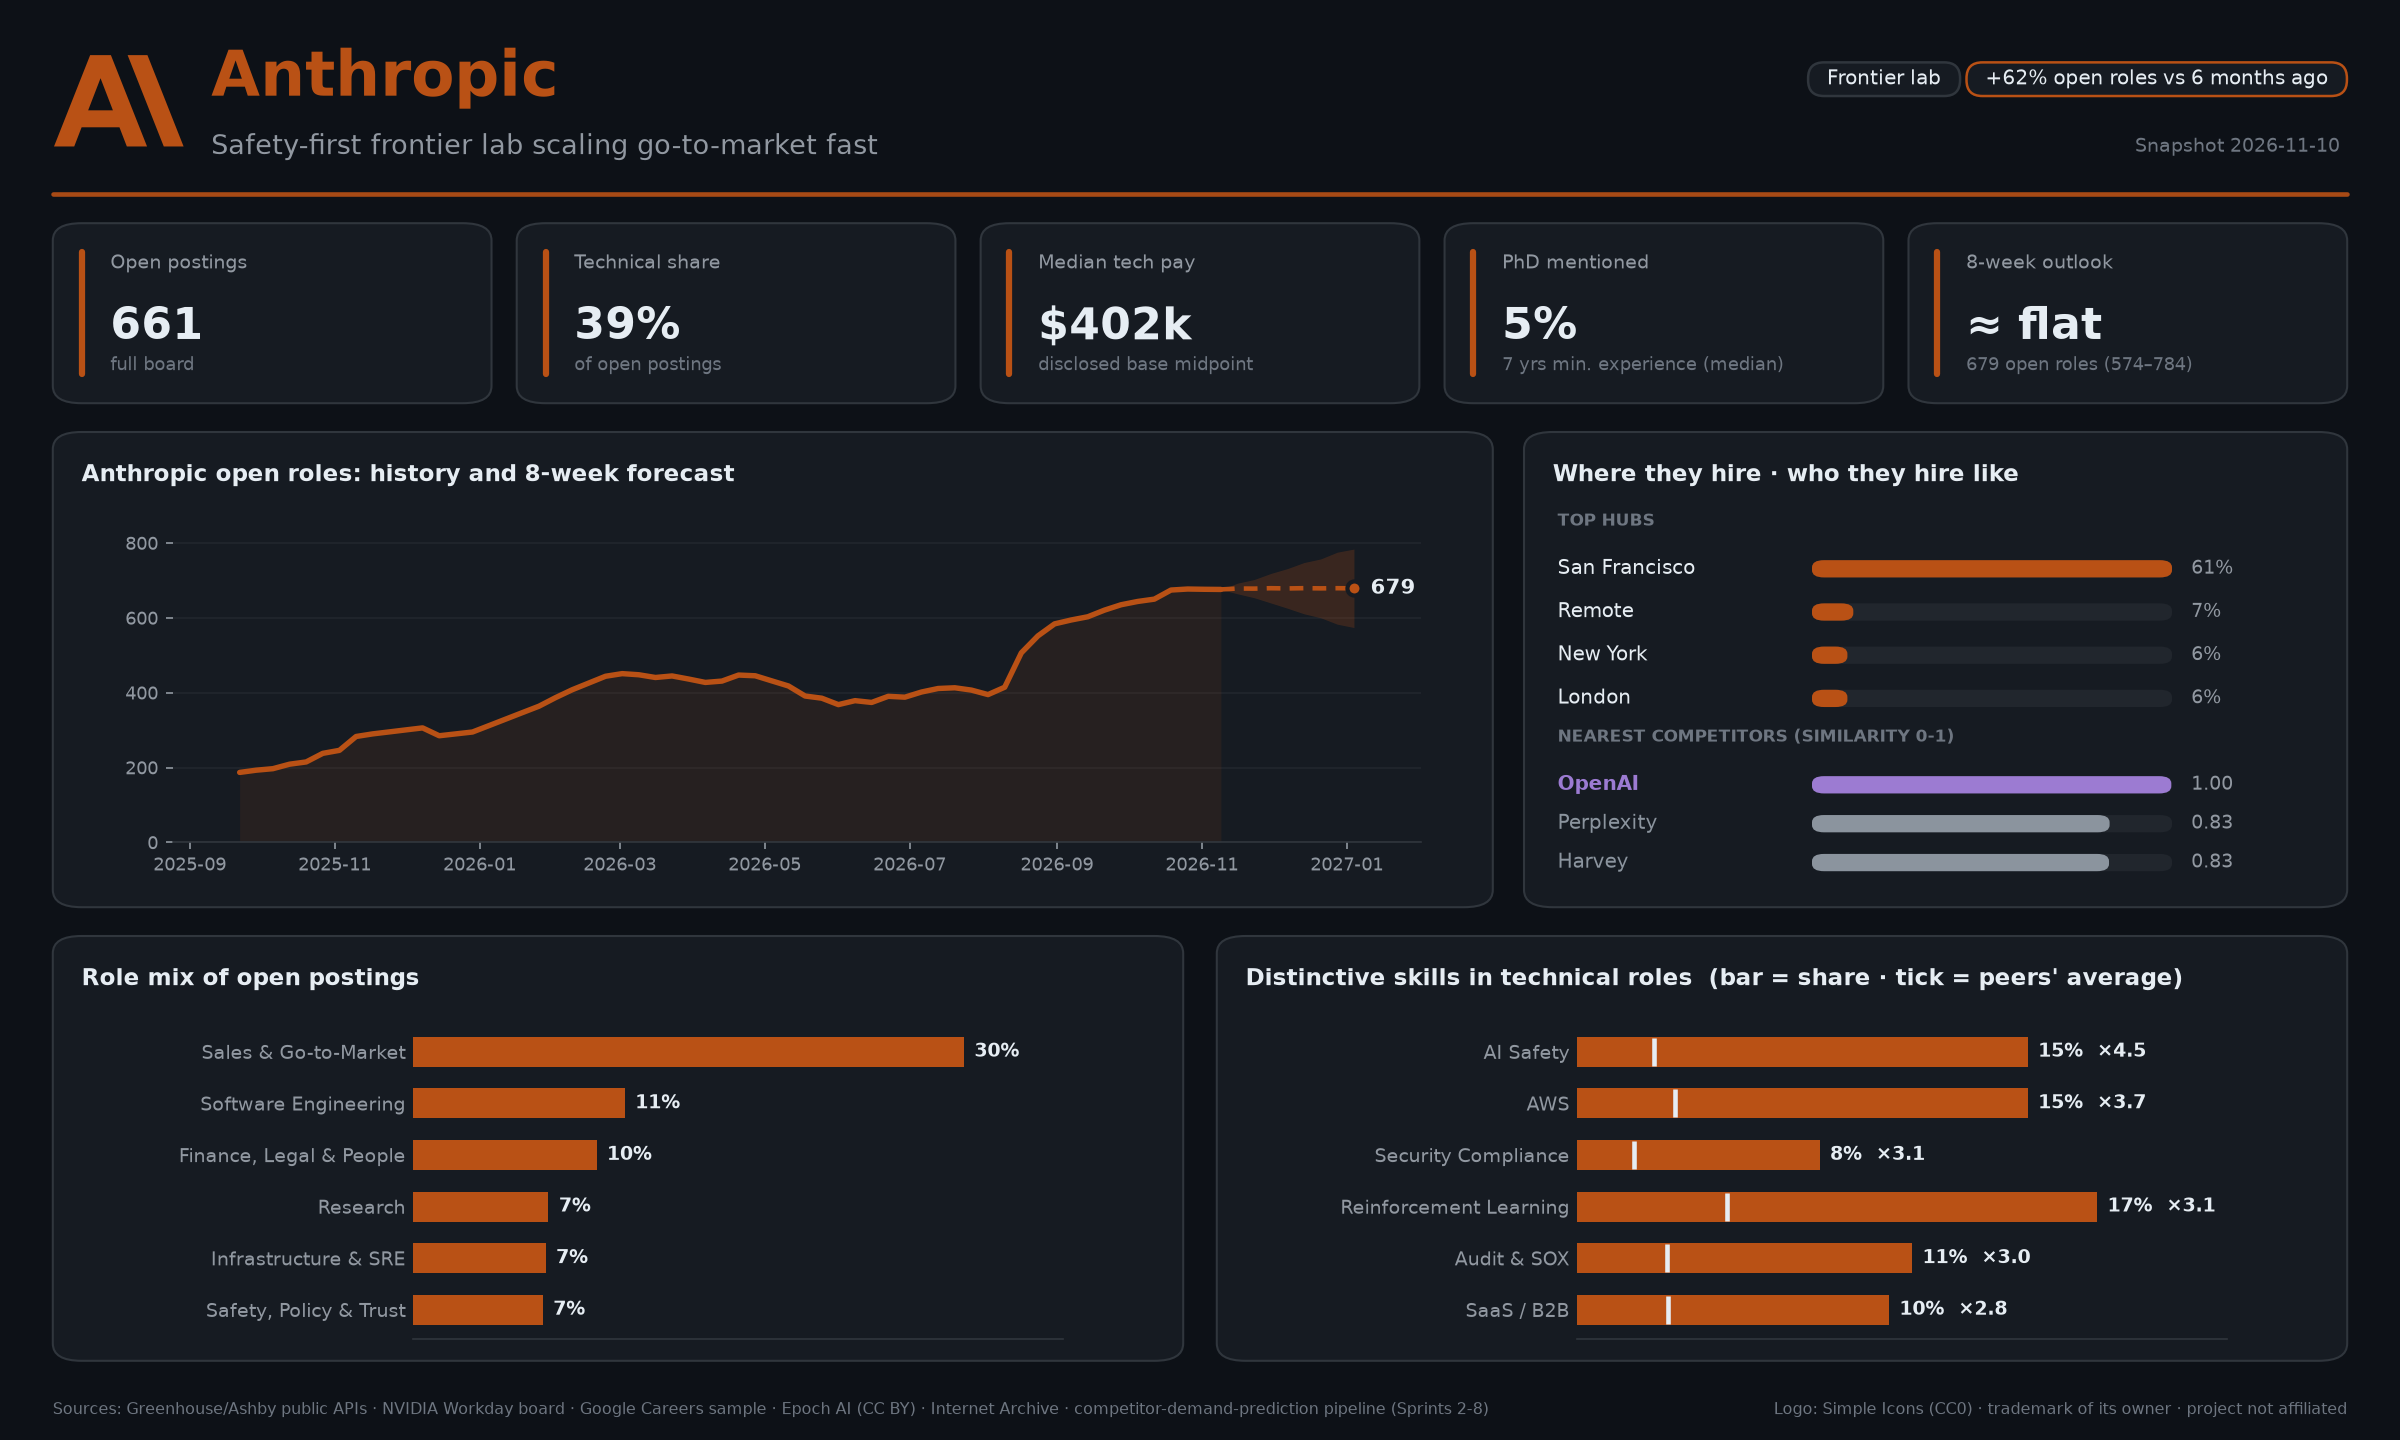 Anthropic
Safety-first frontier lab scaling go-to-market fast
Frontier lab
+62% open roles vs 6 months ago
Snapshot 2026-11-10
Open postings
661
full board
Technical share
39%
of open postings
Median tech pay
$402k
disclosed base midpoint
PhD mentioned
5%
7 yrs min. experience (median)
8-week outlook
≈ flat
679 open roles (574–784)
Anthropic open roles: history and 8-week forecast
800
600
400
200
0
679
2025-09 2025-11 2026-01 2026-03 2026-05 2026-07 2026-09 2026-11 2027-01
Where they hire · who they hire like
TOP HUBS
San Francisco 61%
Remote 7%
New York 6%
London 6%
NEAREST COMPETITORS (SIMILARITY 0-1)
OpenAI 1.00
Perplexity 0.83
Harvey 0.83
Role mix of open postings
Sales & Go-to-Market 30%
Software Engineering 11%
Finance, Legal & People 10%
Research 7%
Infrastructure & SRE 7%
Safety, Policy & Trust 7%
Distinctive skills in technical roles (bar = share · tick = peers' average)
AI Safety 15% ×4.5
AWS 15% ×3.7
Security Compliance 8% ×3.1
Reinforcement Learning 17% ×3.1
Audit & SOX 11% ×3.0
SaaS / B2B 10% ×2.8
Sources: Greenhouse/Ashby public APIs · NVIDIA Workday board · Google Careers sample · Epoch AI (CC BY) · Internet Archive · competitor-demand-prediction pipeline (Sprints 2-8)
Logo: Simple Icons (CC0) · trademark of its owner · project not affiliated